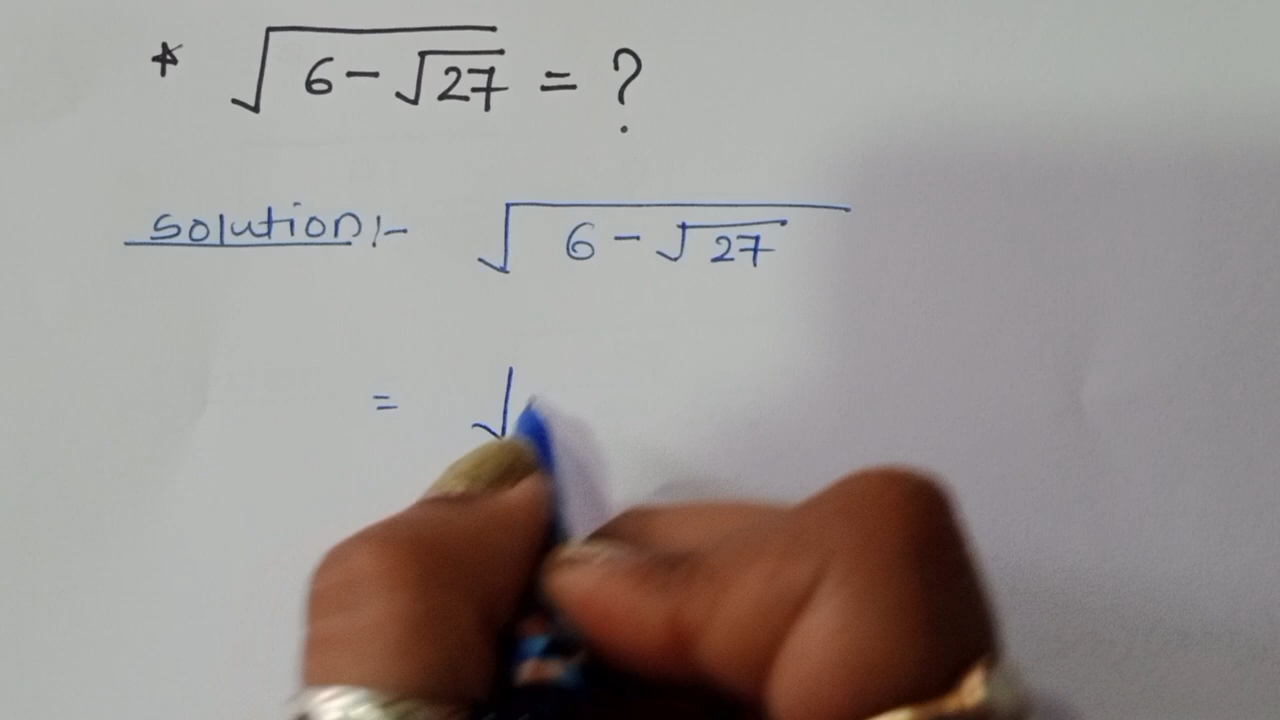 * √(6-√27) = ?
Solution:- √(6-√27)
= √